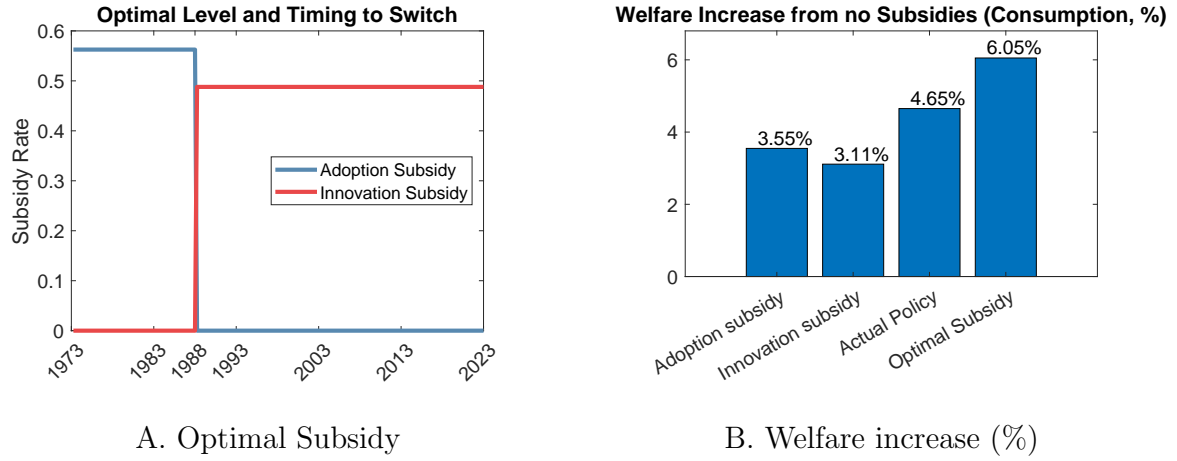 Optimal Level and Timing to Switch
Subsidy Rate
0.6
0.5
0.4
0.3
0.2
0.1
0
Adoption Subsidy
Innovation Subsidy
1973
1983
1988
1993
2003
2013
2023
A. Optimal Subsidy
Welfare Increase from no Subsidies (Consumption, %)
6
4
2
0
3.55%
3.11%
4.65%
6.05%
Adoption subsidy
Innovation subsidy
Actual Policy
Optimal Subsidy
B. Welfare increase (%)